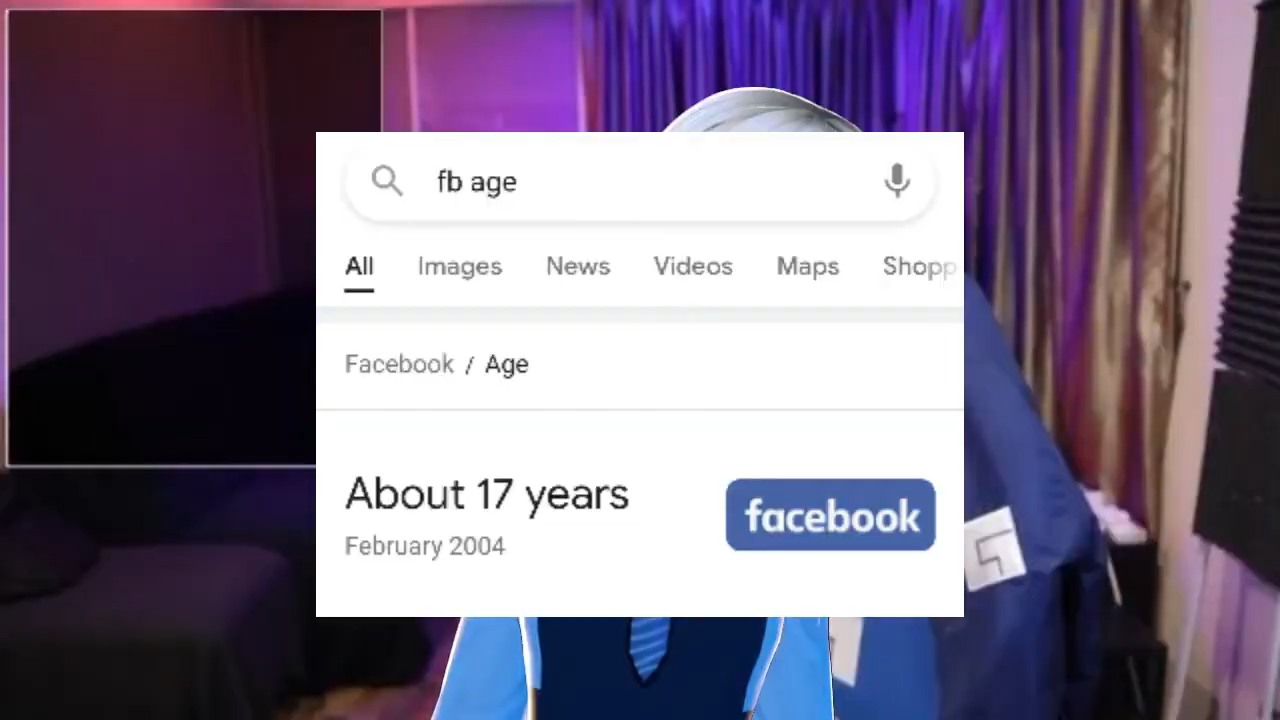 fb age
All Images News Videos Maps Shopp
Facebook / Age
About 17 years
February 2004
facebook